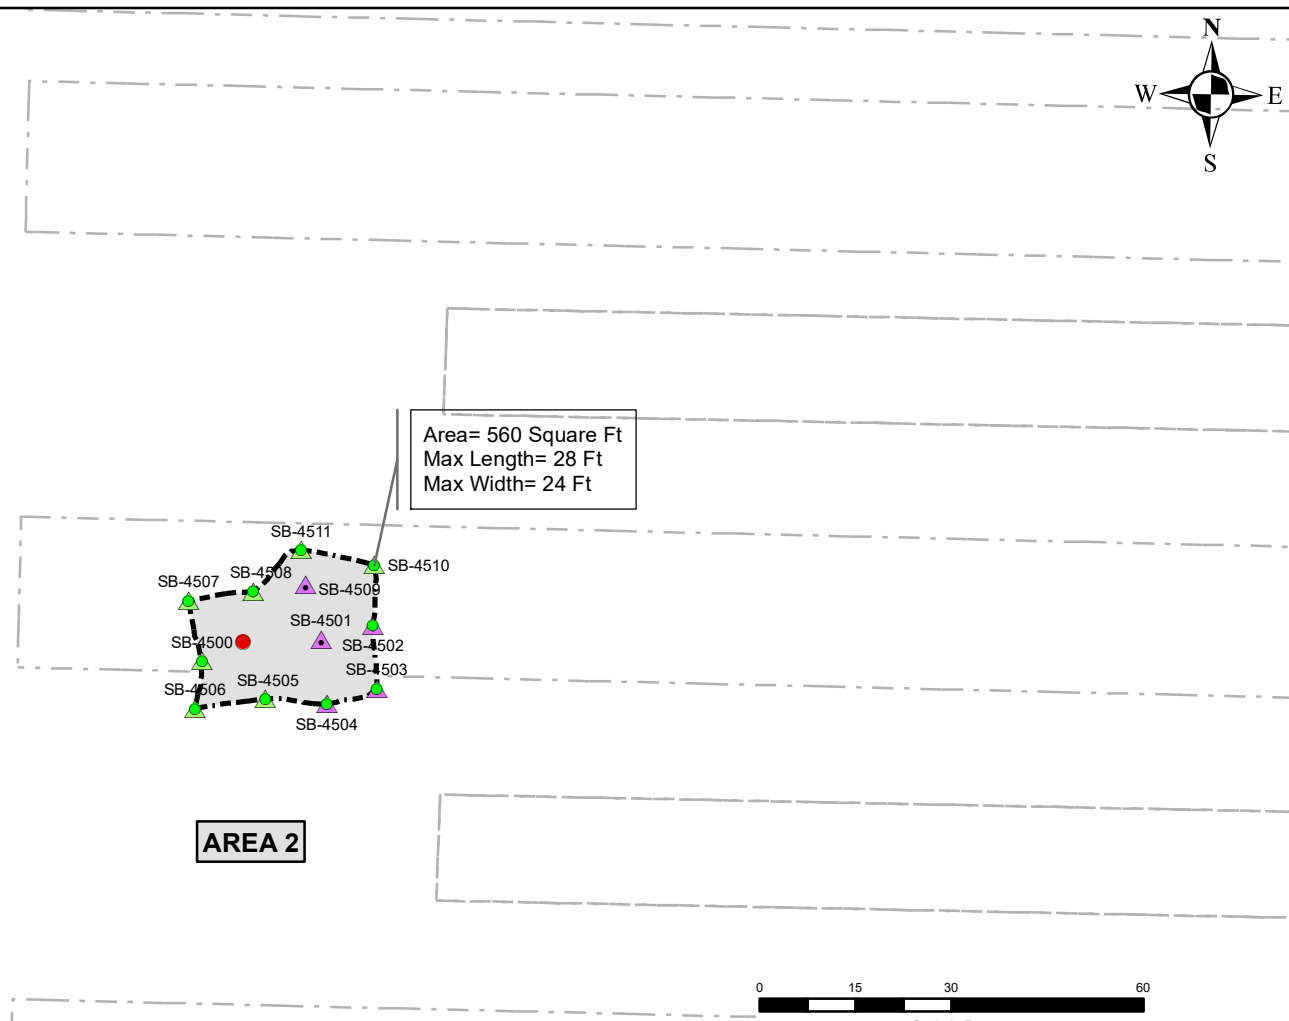 N
W
E
S
Area= 560 Square Ft
Max Length= 28 Ft
Max Width= 24 Ft
SB-4511
SB-4510
SB-4508
SB-4507
SB-4509
SB-4501
SB-4500
SB-4502
SB-4503
SB-4505
SB-4506
SB-4504
AREA 2
0 15 30 60